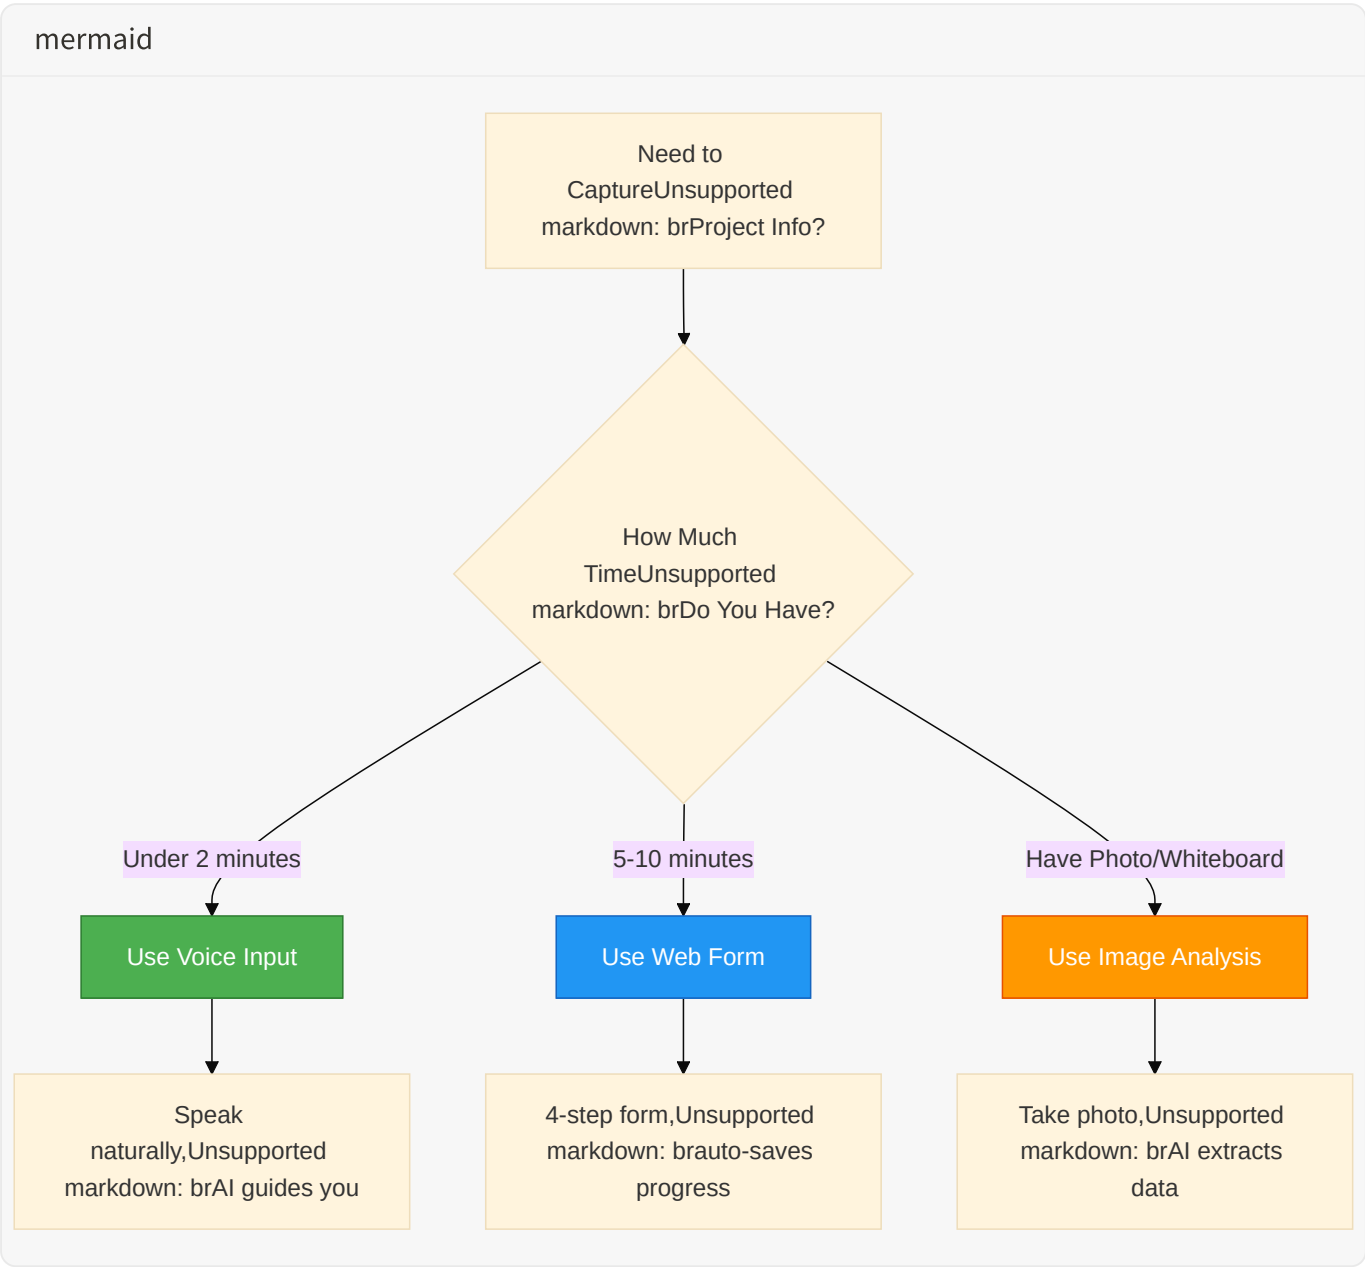 mermaid
Need to
CaptureUnsupported
markdown: brProject Info?
How Much
TimeUnsupported
markdown: brDo You Have?
Under 2 minutes
5-10 minutes
Have Photo/Whiteboard
Use Voice Input
Use Web Form
Use Image Analysis
Speak
naturally,Unsupported
markdown: brAI guides you
4-step form,Unsupported
markdown: brauto-saves
progress
Take photo,Unsupported
markdown: brAI extracts
data